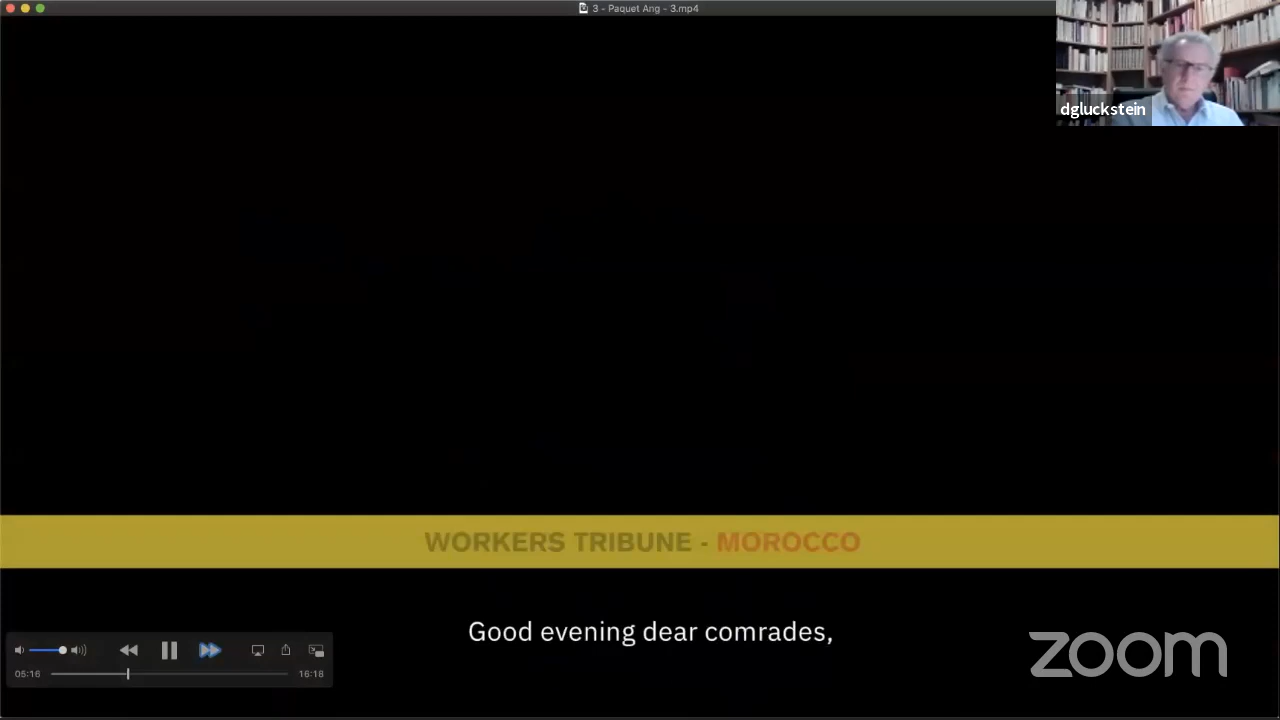 3 - Paquet Ang - 3.mp4
dgluckstein
WORKERS TRIBUNE - MOROCCO
Good evening dear comrades,
05:16
16:18
zoom